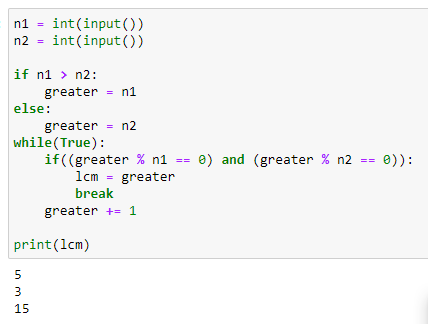 n1 = int(input())
n2 = int(input())

if n1 > n2:
    greater = n1
else:
    greater = n2
while(True):
    if((greater % n1 == 0) and (greater % n2 == 0)):
        lcm = greater
        break
    greater += 1

print(lcm)
5
3
15